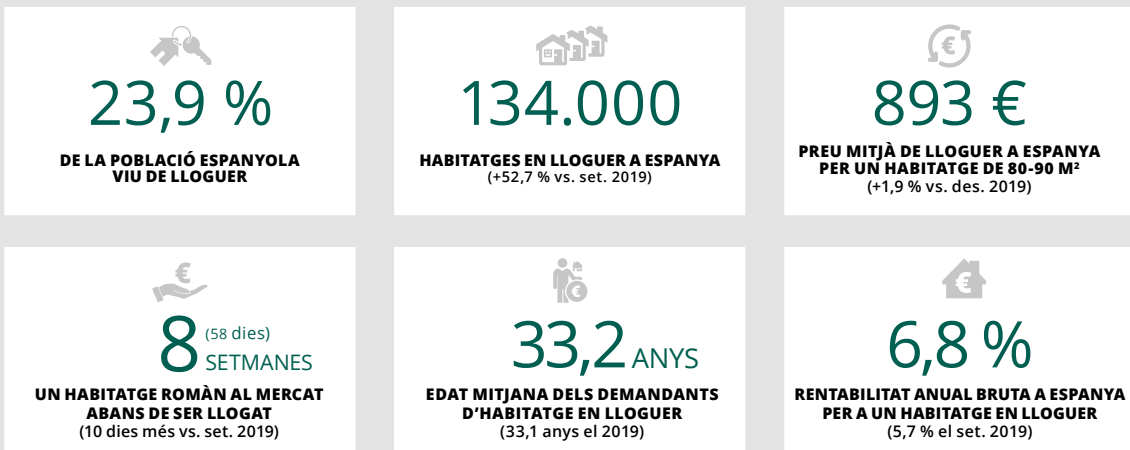 23,9 %
DE LA POBLACIÓ ESPANYOLA
VIU DE LLOGUER
134.000
HABITATGES EN LLOGUER A ESPANYA
(+52,7 % vs. set. 2019)
€
893 €
PREU MITJÀ DE LLOGUER A ESPANYA
PER UN HABITATGE DE 80-90 M²
(+1,9 % vs. des. 2019)
€
8 (58 dies)
SETMANES
UN HABITATGE ROMÀN AL MERCAT
ABANS DE SER LLOGAT
(10 dies més vs. set. 2019)
€
33,2 ANYS
EDAT MITJANA DELS DEMANDANTS
D’HABITATGE EN LLOGUER
(33,1 anys el 2019)
€
6,8 %
RENTABILITAT ANUAL BRUTA A ESPANYA
PER A UN HABITATGE EN LLOGUER
(5,7 % el set. 2019)